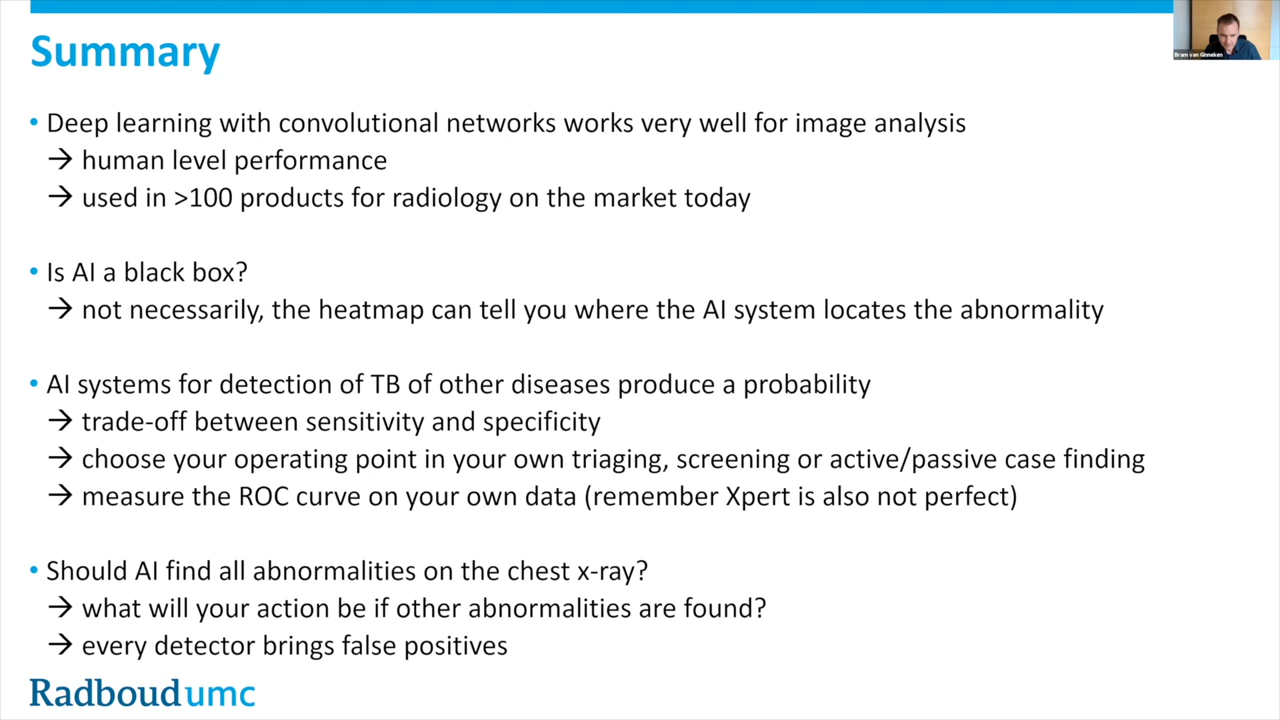 Summary
Bram van Ginneken
• Deep learning with convolutional networks works very well for image analysis
→ human level performance
→ used in >100 products for radiology on the market today
• Is AI a black box?
→ not necessarily, the heatmap can tell you where the AI system locates the abnormality
• AI systems for detection of TB of other diseases produce a probability
→ trade-off between sensitivity and specificity
→ choose your operating point in your own triaging, screening or active/passive case finding
→ measure the ROC curve on your own data (remember Xpert is also not perfect)
• Should AI find all abnormalities on the chest x-ray?
→ what will your action be if other abnormalities are found?
→ every detector brings false positives
Radboudumc